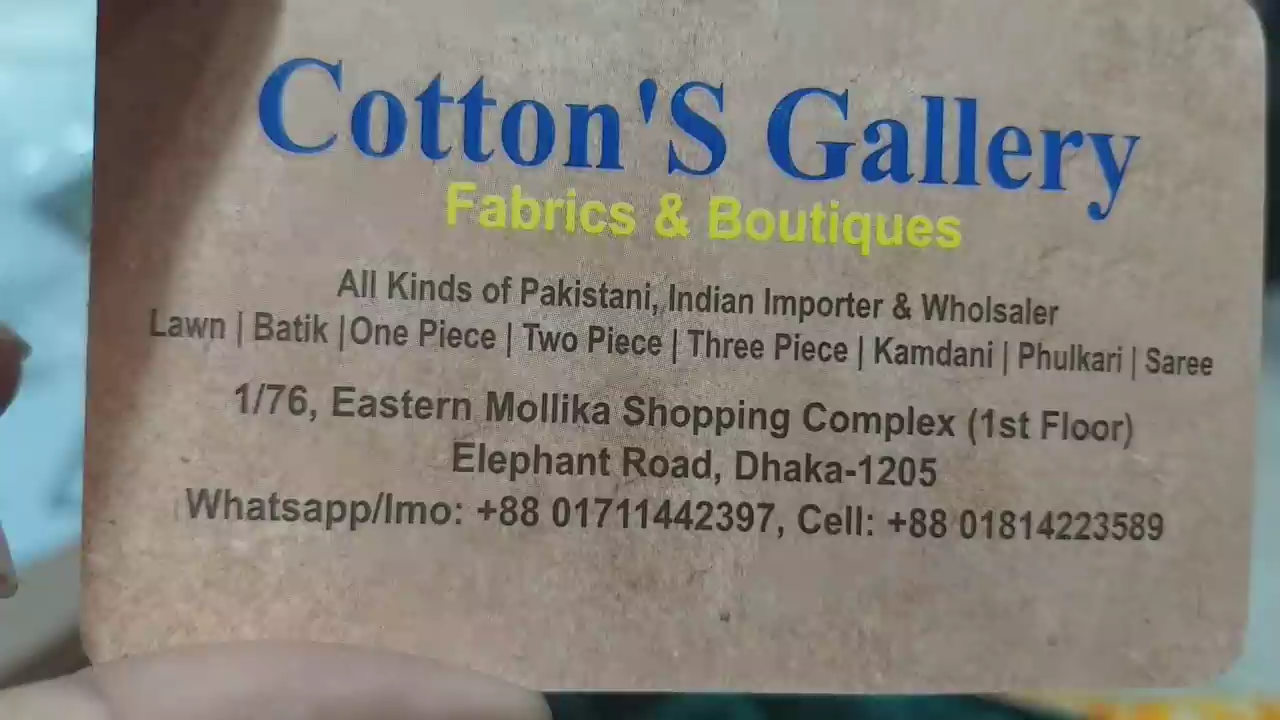 Cotton'S Gallery
Fabrics & Boutiques
All Kinds of Pakistani, Indian Importer & Wholsaler
Lawn | Batik |One Piece | Two Piece | Three Piece | Kamdani | Phulkari | Saree
1/76, Eastern Mollika Shopping Complex (1st Floor)
Elephant Road, Dhaka-1205
Whatsapp/Imo: +88 01711442397, Cell: +88 01814223589